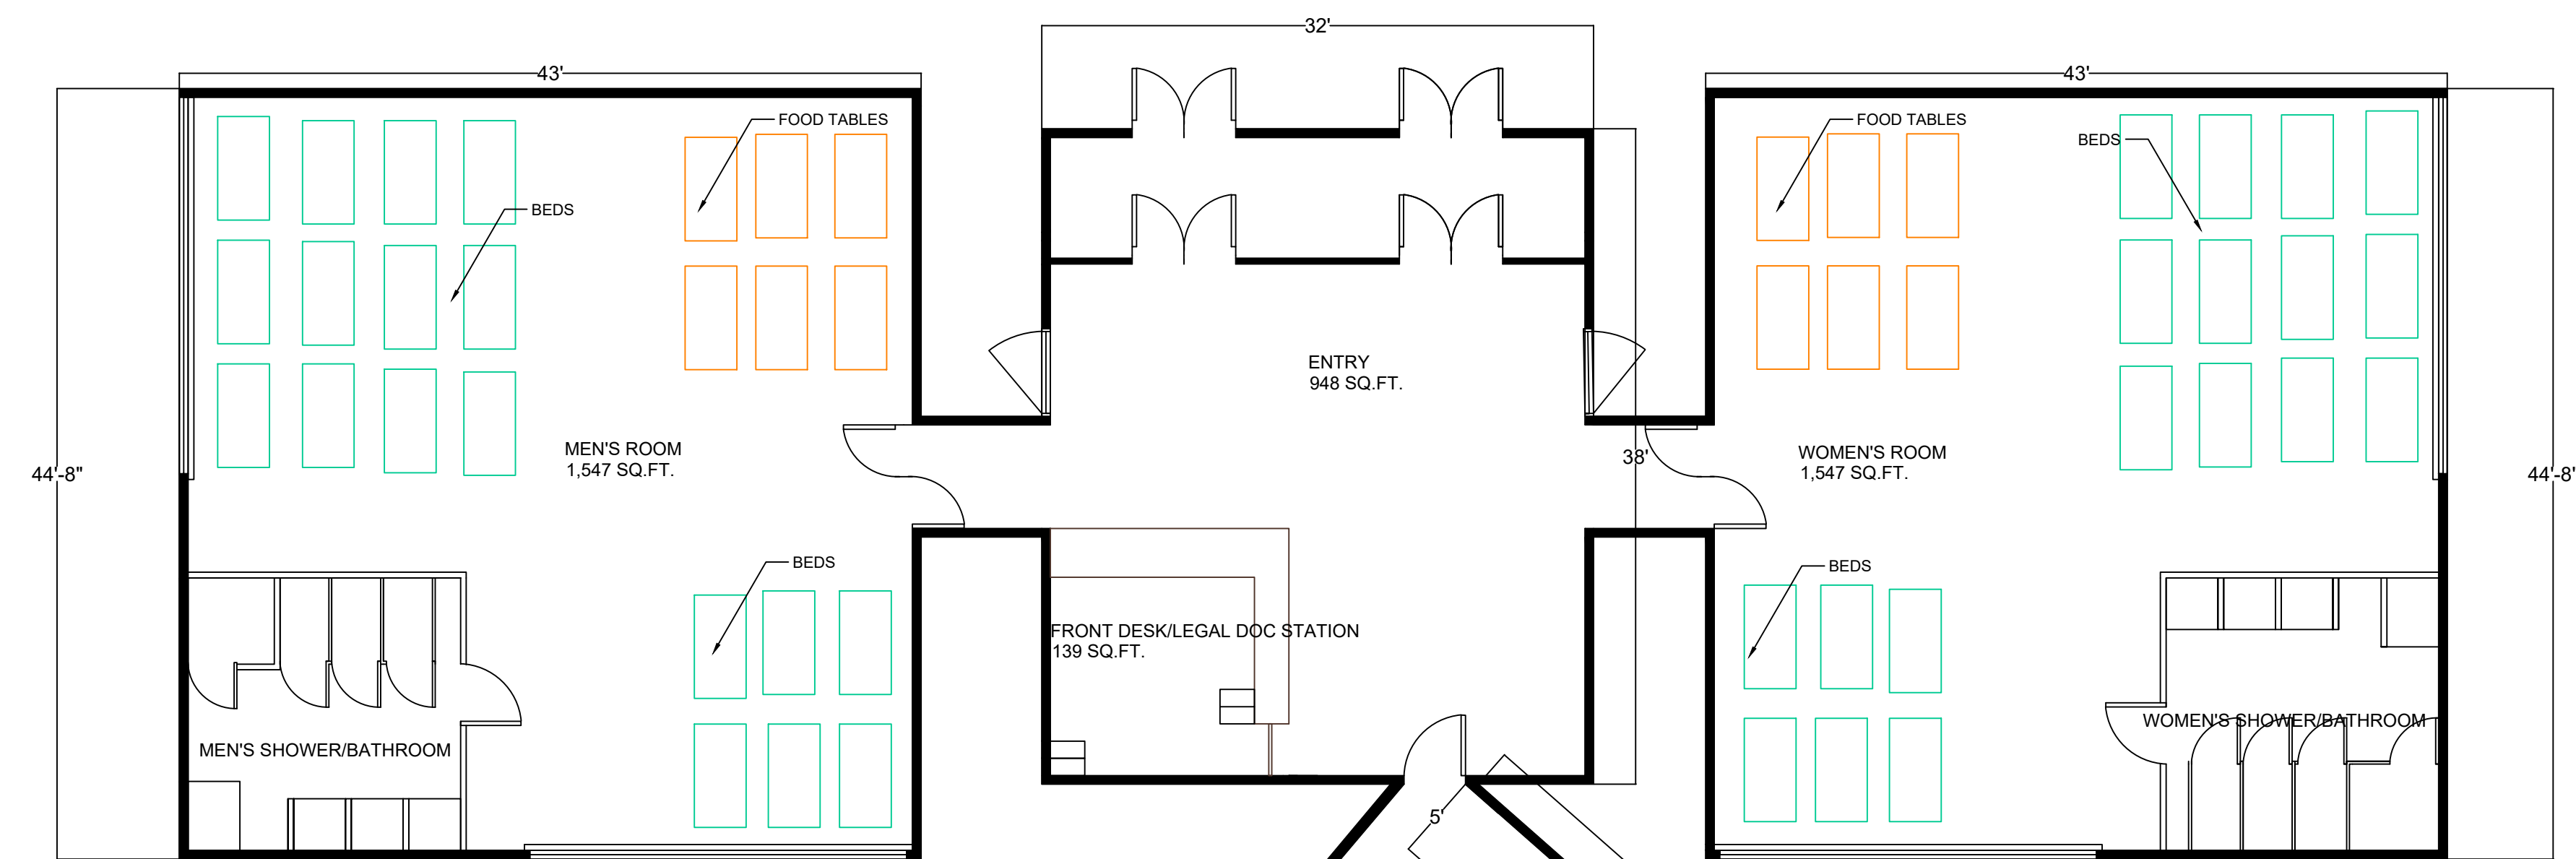 32'
43'
43'
FOOD TABLES
FOOD TABLES
BEDS
BEDS
ENTRY
948 SQ.FT.
MEN'S ROOM
1,547 SQ.FT.
WOMEN'S ROOM
1,547 SQ.FT.
38'
44'-8"
44'-8"
BEDS
BEDS
FRONT DESK/LEGAL DOC STATION
139 SQ.FT.
WOMEN'S SHOWER/BATHROOM
MEN'S SHOWER/BATHROOM
5'